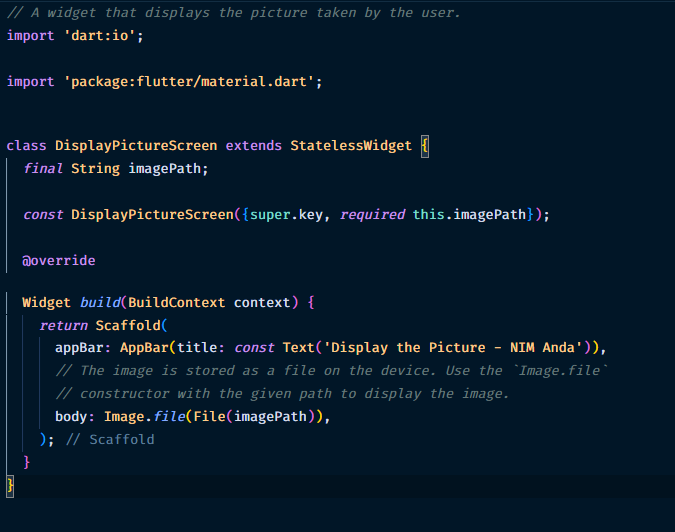 // A widget that displays the picture taken by the user.
import 'dart:io';
import 'package:flutter/material.dart';
class DisplayPictureScreen extends StatelessWidget {
final String imagePath;
const DisplayPictureScreen({super.key, required this.imagePath});
@override
Widget build(BuildContext context) {
return Scaffold(
appBar: AppBar(title: const Text('Display the Picture - NIM Anda')),
// The image is stored as a file on the device. Use the `Image.file`
// constructor with the given path to display the image.
body: Image.file(File(imagePath)),
); // Scaffold
}
}